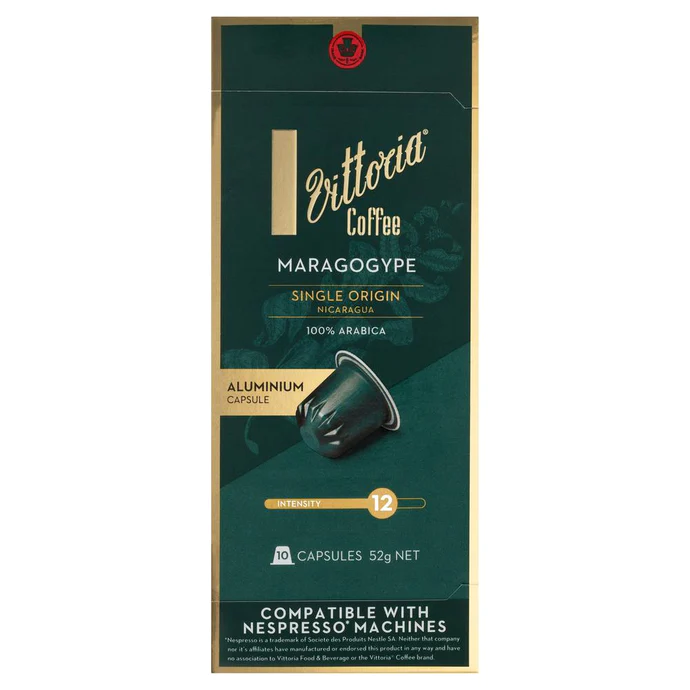 Vittoria®
Coffee
MARAGOGYPE
SINGLE ORIGIN
NICARAGUA
100% ARABICA
ALUMINIUM
CAPSULE
INTENSITY 12
10 CAPSULES 52g NET
COMPATIBLE WITH
NESPRESSO* MACHINES
*Nespresso is a trademark of Societe des Produits Nestle SA. Neither that company
nor it's affiliates have manufactured or endorsed this product in any way and have
no association to Vittoria Food & Beverage or the Vittoria® Coffee brand.